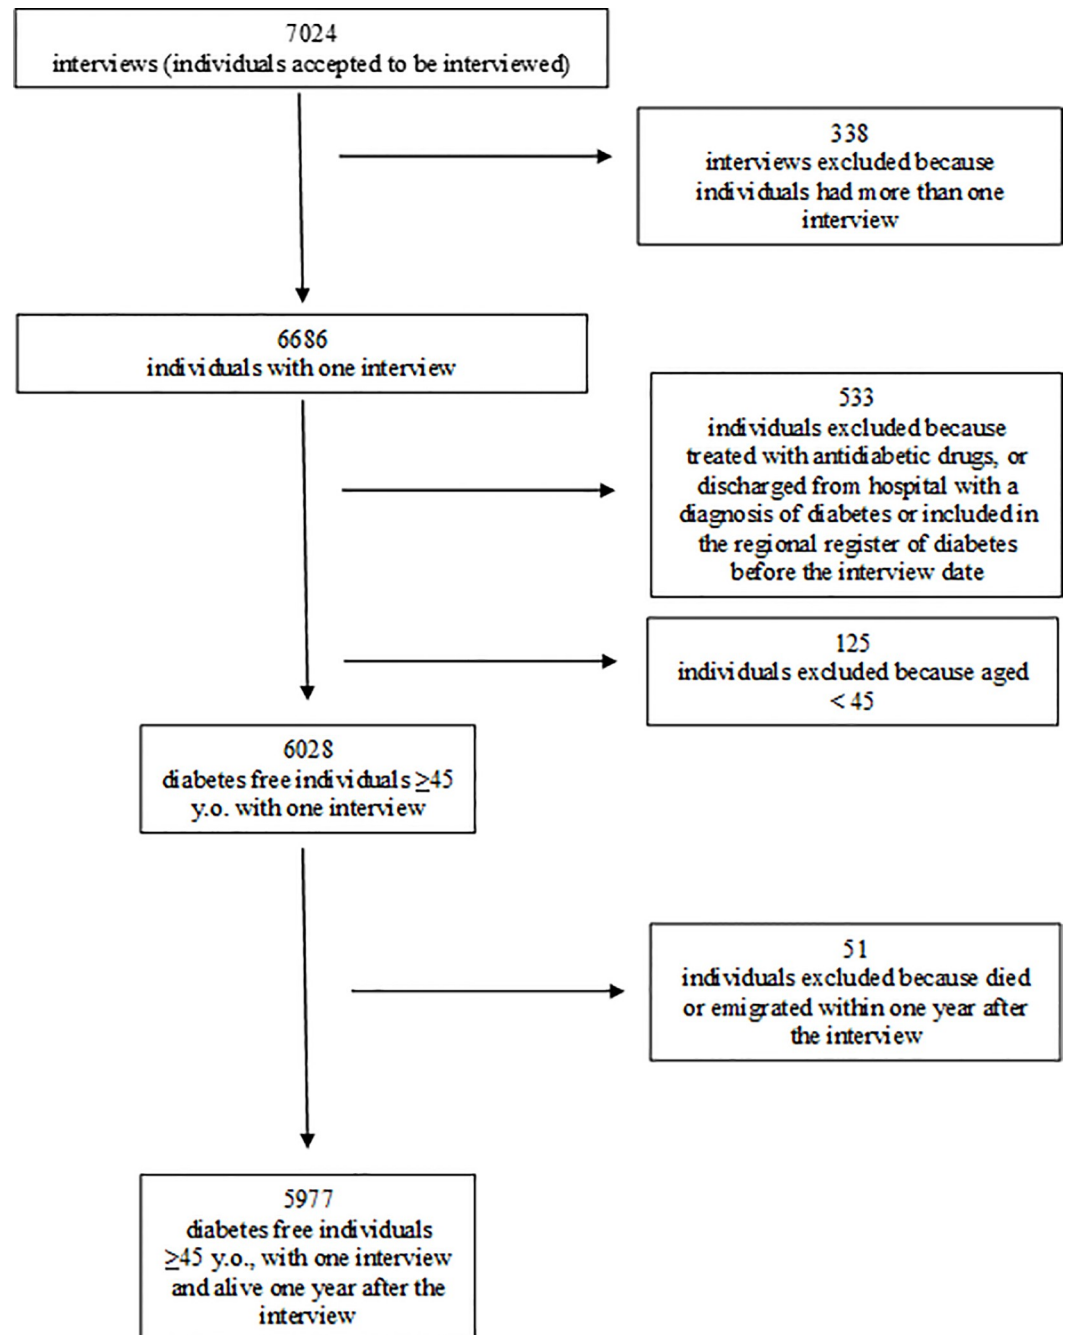 7024
interviews (individuals accepted to be interviewed)
338
interviews excluded because
individuals had more than one
interview
6686
individuals with one interview
533
individuals excluded because
treated with antidiabetic drugs, or
discharged from hospital with a
diagnosis of diabetes or included in
the regional register of diabetes
before the interview date
125
individuals excluded because aged
< 45
6028
diabetes free individuals ≥45
y.o. with one interview
51
individuals excluded because died
or emigrated within one year after
the interview
5977
diabetes free individuals
≥45 y.o., with one interview
and alive one year after the
interview